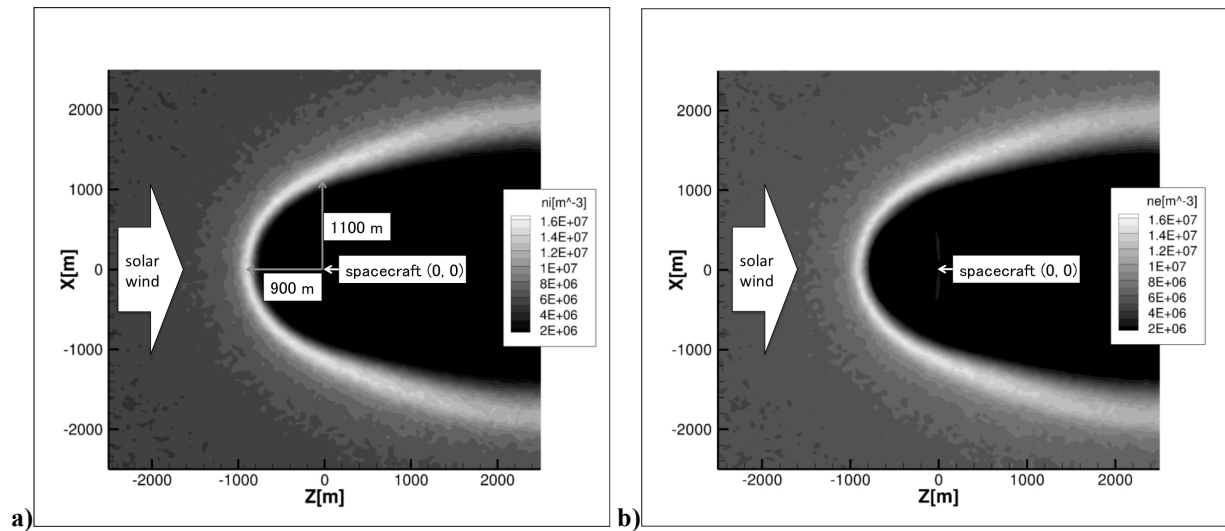 2000
1000
0
-1000
-2000
X[m]
-2000
-1000
0
1000
2000
Z[m]
solar
wind
1100 m
spacecraft (0, 0)
900 m
ni[m^-3]
1.6E+07
1.4E+07
1.2E+07
1E+07
8E+06
6E+06
4E+06
2E+06
a)
2000
1000
0
-1000
-2000
X[m]
-2000
-1000
0
1000
2000
Z[m]
solar
wind
spacecraft (0, 0)
ne[m^-3]
1.6E+07
1.4E+07
1.2E+07
1E+07
8E+06
6E+06
4E+06
2E+06
b)